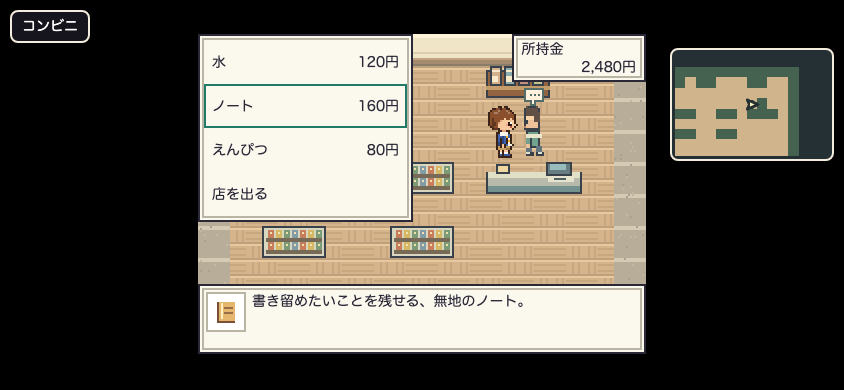 コンビニ
水 120円
ノート 160円
えんぴつ 80円
店を出る
所持金
2,480円
書き留めたいことを残せる、無地のノート。